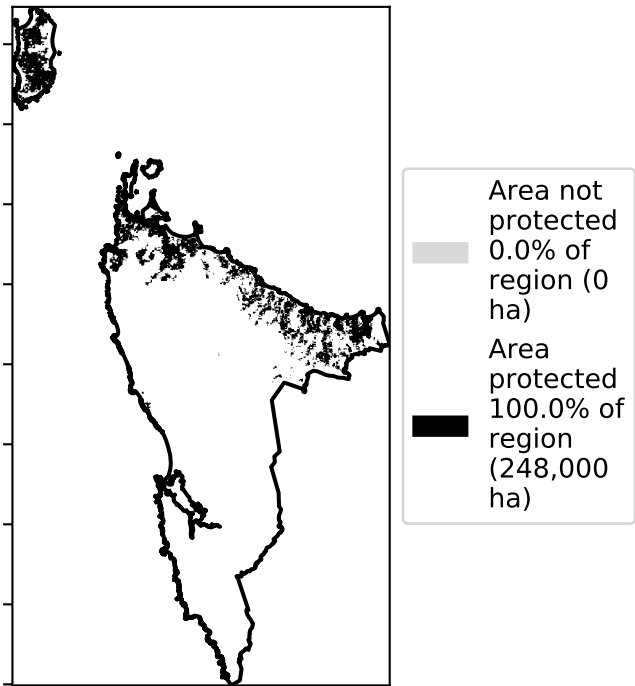 Area not
protected
0.0% of
region (0
ha)
Area
protected
100.0% of
region
(248,000
ha)